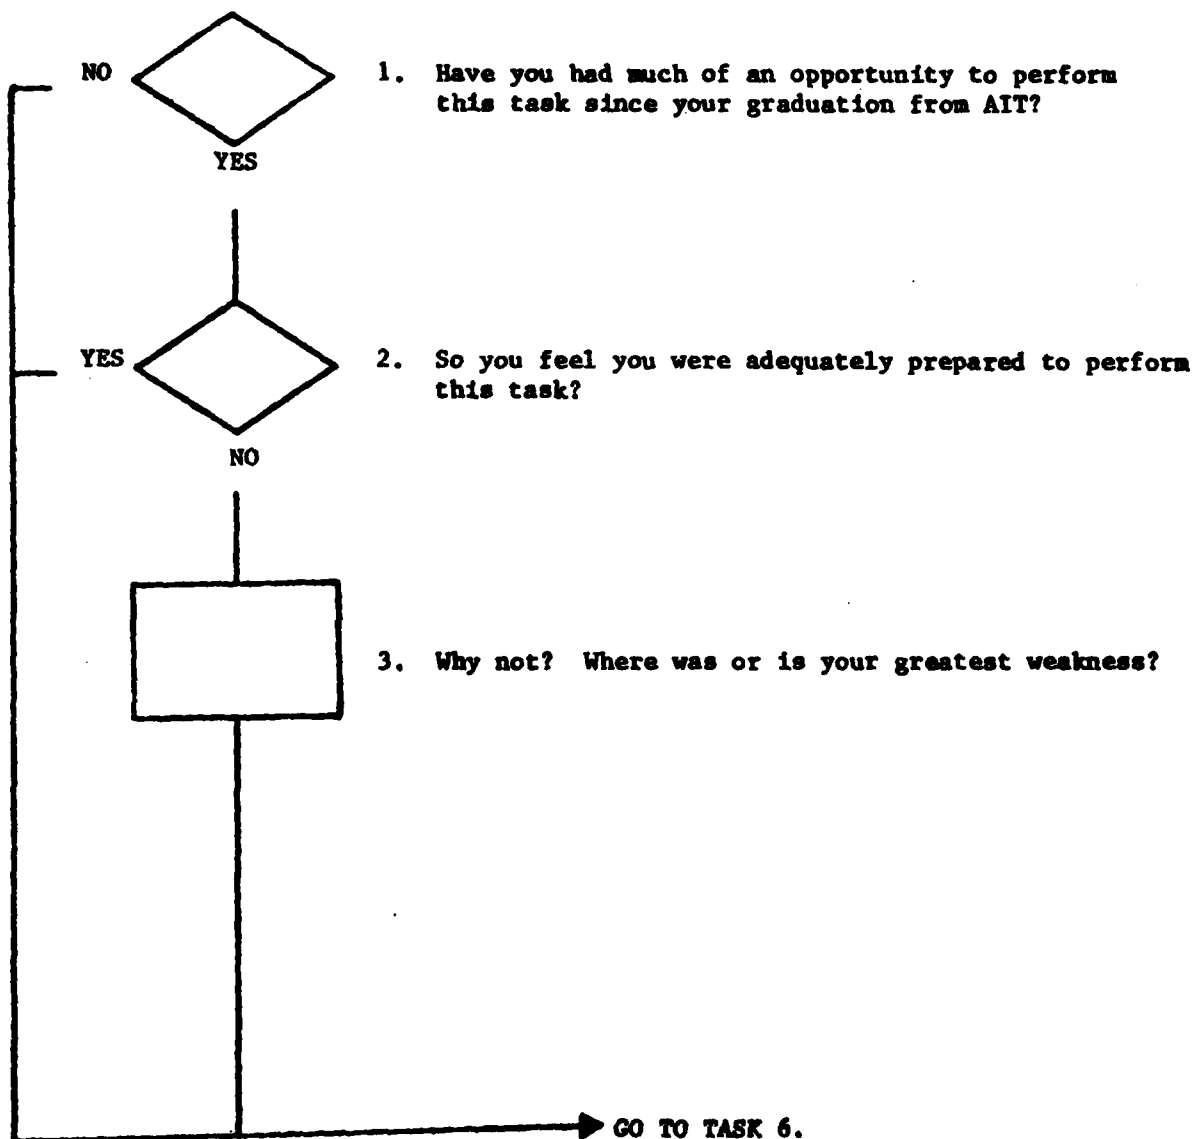 NO
1. Have you had much of an opportunity to perform
this task since your graduation from AIT?
YES
YES
2. So you feel you were adequately prepared to perform
this task?
NO
3. Why not? Where was or is your greatest weakness?
GO TO TASK 6.